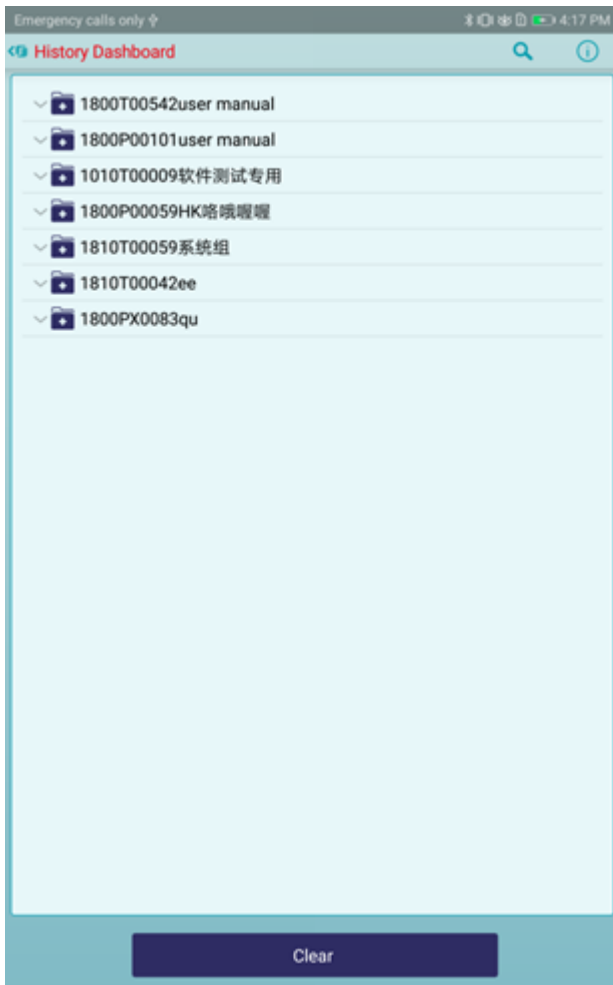 Emergency calls only
4:17 PM
History Dashboard
1800T00542user manual
1800P00101user manual
1010T00009软件测试专用
1800P00059HK咯哦喔喔
1810T00059系统组
1810T00042ee
1800PX0083qu
Clear